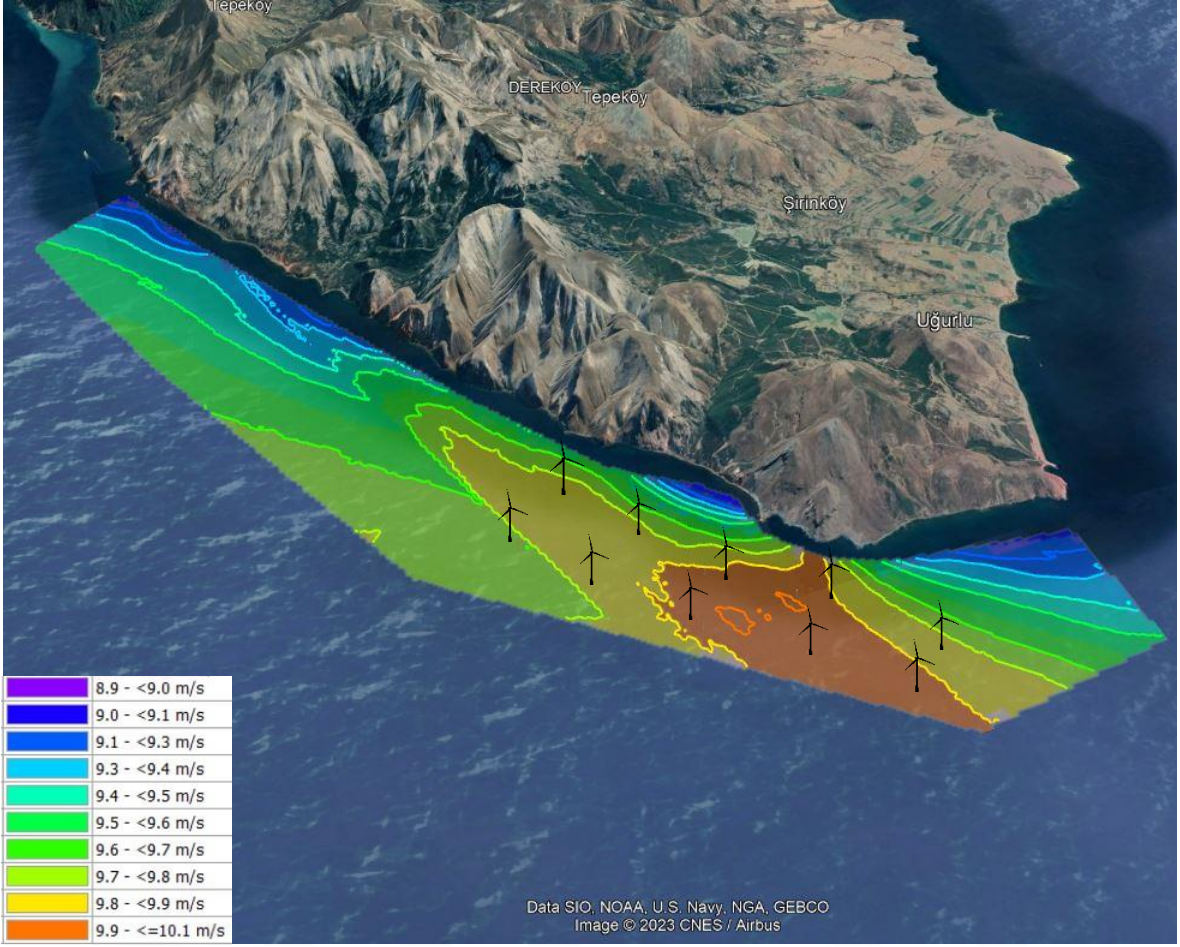 Tepeköy
DEREKÖY
Tepeköy
Şirinköy
Uğurlu
8.9 - <9.0 m/s
9.0 - <9.1 m/s
9.1 - <9.3 m/s
9.3 - <9.4 m/s
9.4 - <9.5 m/s
9.5 - <9.6 m/s
9.6 - <9.7 m/s
9.7 - <9.8 m/s
9.8 - <9.9 m/s
9.9 - <=10.1 m/s
Data SIO, NOAA, U.S. Navy, NGA, GEBCO
Image © 2023 CNES / Airbus